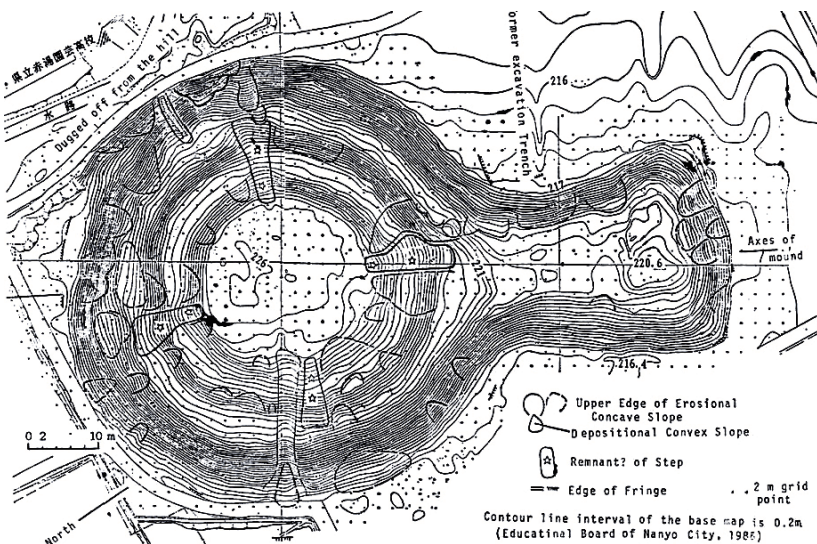 県立赤湯園芸高校
水路
Dugged off from the hill
ormer excavation Trench
216
217
226
221
220.6
Axes of
mound
216.4
0 2 10 m
North
Upper Edge of Erosional
Concave Slope
Depositional Convex Slope
Remnant? of Step
Edge of Fringe
2 m grid
point
Contour line interval of the base map is 0.2m
(Educatinal Board of Nanyo City, 1986)